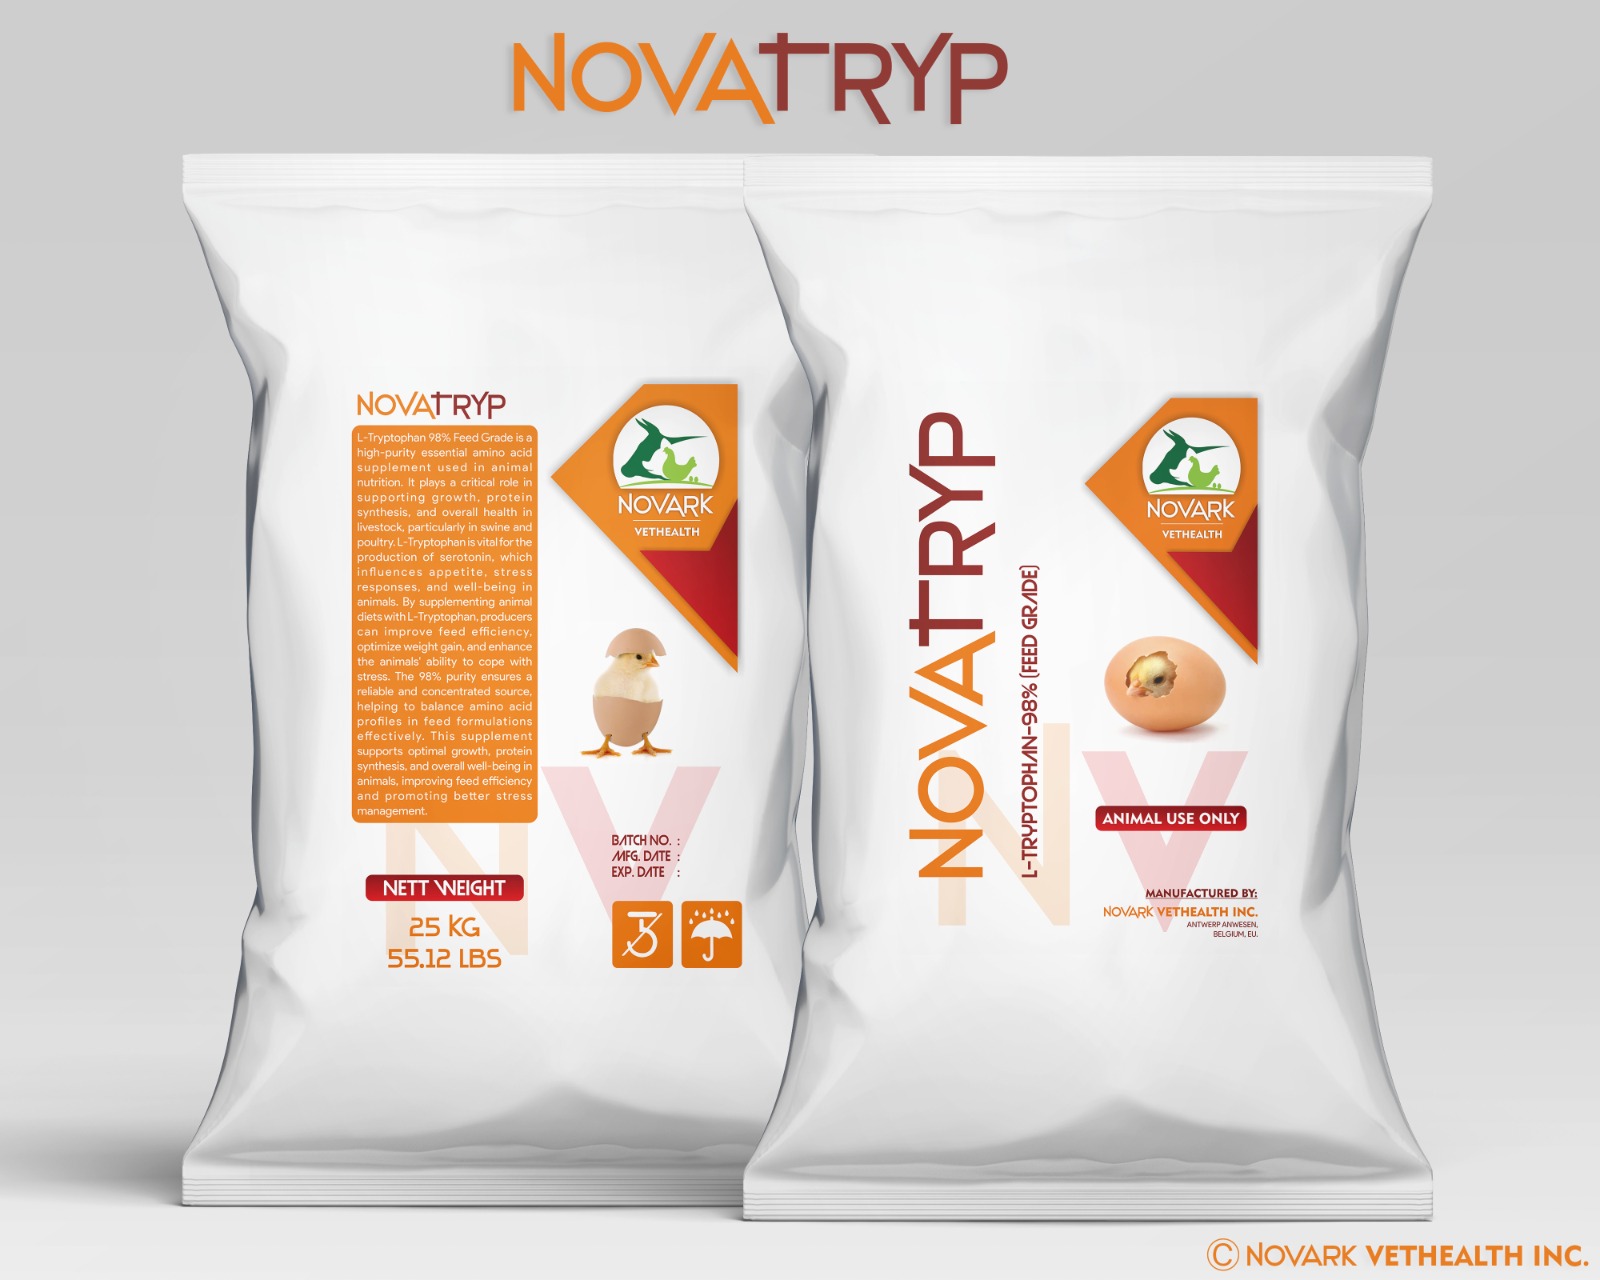 NOVATRYP
NOVATRYP
L-Tryptophan 98% Feed Grade is a
high-purity essential amino acid
supplement used in animal
nutrition. It plays a critical role in
supporting growth, protein
synthesis, and overall health in
livestock, particularly in swine and
poultry. L-Tryptophan is vital for the
production of serotonin, which
influences appetite, stress
responses, and well-being in
animals. By supplementing animal
diets with L-Tryptophan, producers
can improve feed efficiency,
optimize weight gain, and enhance
the animals' ability to cope with
stress. The 98% purity ensures a
reliable and concentrated source,
helping to balance amino acid
profiles in feed formulations
effectively. This supplement
supports optimal growth, protein
synthesis, and overall well-being in
animals, improving feed efficiency
and promoting better stress
management.
NOVARK
VETHEALTH
NV
BATCH NO. :
MFG. DATE :
EXP. DATE :
NETT WEIGHT
25 KG
55.12 LBS
3
NOVATRYP
L-TRYPTOPHAN-98% (FEED GRADE)
NOVARK
VETHEALTH
NV
ANIMAL USE ONLY
MANUFACTURED BY:
NOVARK VETHEALTH INC.
ANTWERP ANWESEN,
BELGIUM, EU.
© NOVARK VETHEALTH INC.